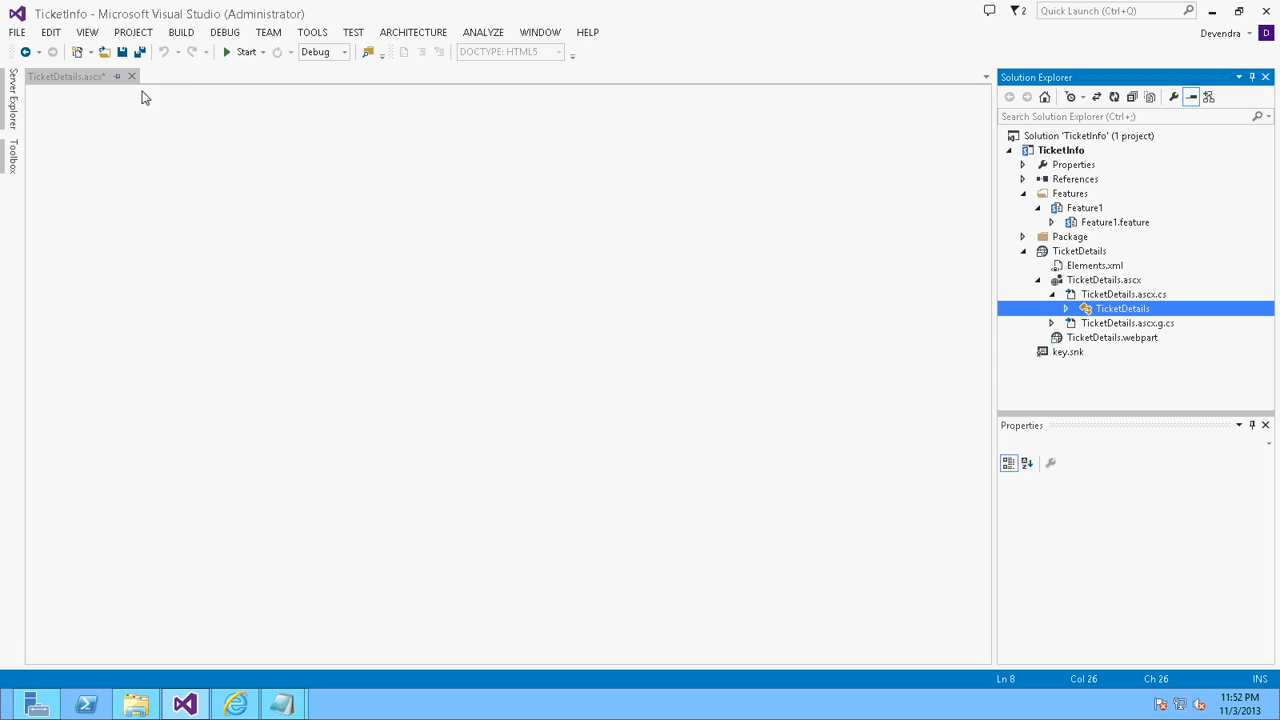 TicketInfo - Microsoft Visual Studio (Administrator)
2
Quick Launch (Ctrl+Q)
FILE EDIT VIEW PROJECT BUILD DEBUG TEAM TOOLS TEST ARCHITECTURE ANALYZE WINDOW HELP
Devendra
D
Start
Debug
DOCTYPE: HTML5
Server Explorer
Toolbox
TicketDetails.ascx*
Solution Explorer
Search Solution Explorer (Ctrl+;)
Solution 'TicketInfo' (1 project)
TicketInfo
Properties
References
Features
Feature1
Feature1.feature
Package
TicketDetails
Elements.xml
TicketDetails.ascx
TicketDetails.ascx.cs
TicketDetails
TicketDetails.ascx.g.cs
TicketDetails.webpart
key.snk
Properties
Ln 8 Col 26 Ch 26 INS
11:52 PM
11/3/2013